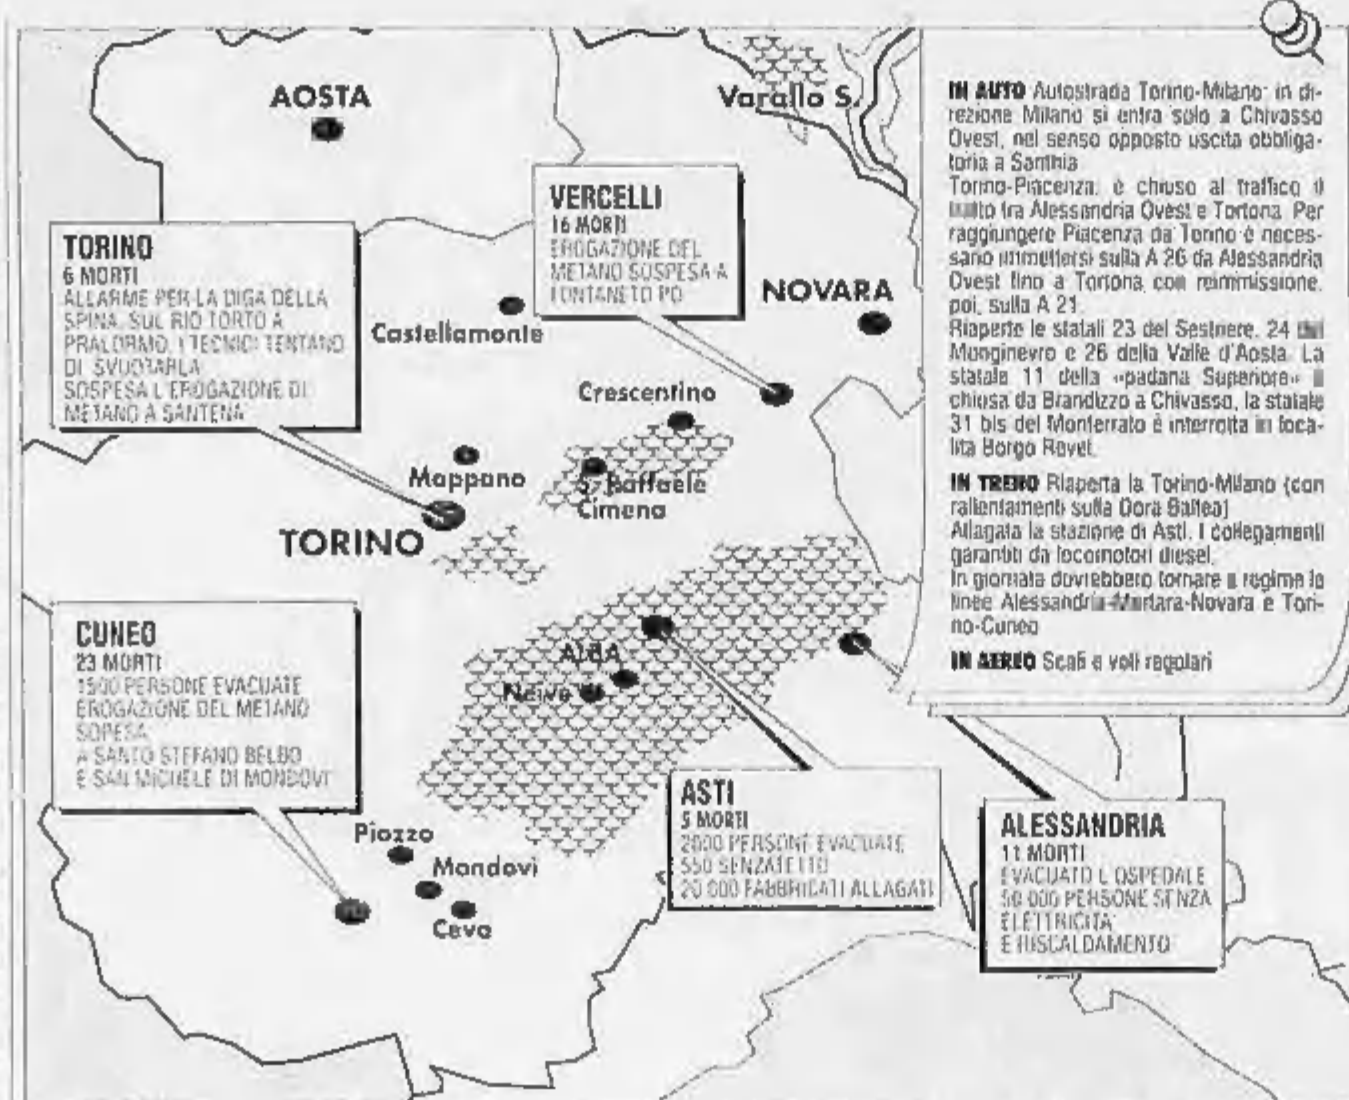 AOSTA
Varallo S.
VERCELLI
16 MORTI
EROGAZIONE DEL
METANO SOSPESA A
FONTANETO PO
TORINO
6 MORTI
ALLARME PER LA DIGA DELLA
SPINA, SUL RIO TORTO A
PRALORMO. I TECNICI TENTANO
DI SVUOTARLA
SOSPESA L'EROGAZIONE DI
METANO A SANTENA
NOVARA
Castellamonte
Crescentino
Mappano
S. Raffaele
Cimena
TORINO
CUNEO
23 MORTI
1500 PERSONE EVACUATE
EROGAZIONE DEL METANO
SOPESA
A SANTO STEFANO BELBO
E SAN MICHELE DI MONDOVI'
ALBA
Neive
Piozzo
Mondovì
Ceva
ASTI
5 MORTI
2000 PERSONE EVACUATE
550 SENZATETTO
20 000 FABBRICATI ALLAGATI
ALESSANDRIA
11 MORTI
EVACUATO L'OSPEDALE
50 000 PERSONE SENZA
ELETTRICITA'
E RISCALDAMENTO
IN AUTO Autostrada Torino-Milano: in di-
rezione Milano si entra solo a Chivasso
Ovest, nel senso opposto uscita obbliga-
toria a Santhià
Torino-Piacenza: è chiuso al traffico il
tratto tra Alessandria Ovest e Tortona. Per
raggiungere Piacenza da Torino è neces-
sario immettersi sulla A 26 da Alessandria
Ovest fino a Tortona, con reimmissione,
poi, sulla A 21.
Riaperte le statali 23 del Sestriere, 24 del
Monginevro e 26 della Valle d'Aosta. La
statale 11 della «padana Superiore» è
chiusa da Brandizzo a Chivasso, la statale
31 bis del Monferrato è interrotta in loca-
lità Borgo Revel.
IN TRENO Riaperta la Torino-Milano (con
rallentamenti sulla Dora Baltea)
Allagata la stazione di Asti. I collegamenti
garantiti da locomotori diesel.
In giornata dovrebbero tornare a regime le
linee Alessandria-Mortara-Novara e Tori-
no-Cuneo
IN AEREO Scali e voli regolari